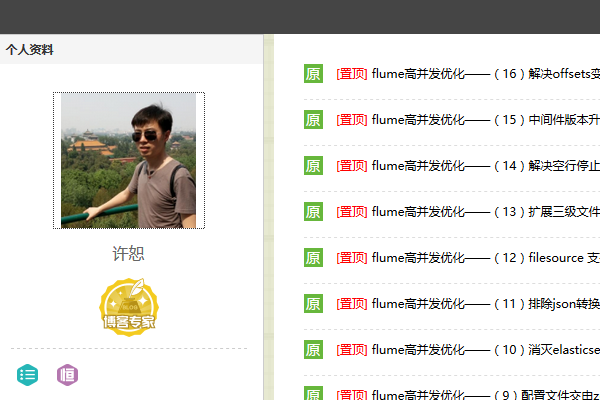 个人资料
许恕
博客专家
恒
原 [置顶] flume高并发优化——（16）解决offsets变
原 [置顶] flume高并发优化——（15）中间件版本升
原 [置顶] flume高并发优化——（14）解决空行停止
原 [置顶] flume高并发优化——（13）扩展三级文件
原 [置顶] flume高并发优化——（12）filesource 支
原 [置顶] flume高并发优化——（11）排除json转换
原 [置顶] flume高并发优化——（10）消灭elasticse
原 [置顶] flume高并发优化——（9）配置文件交由z